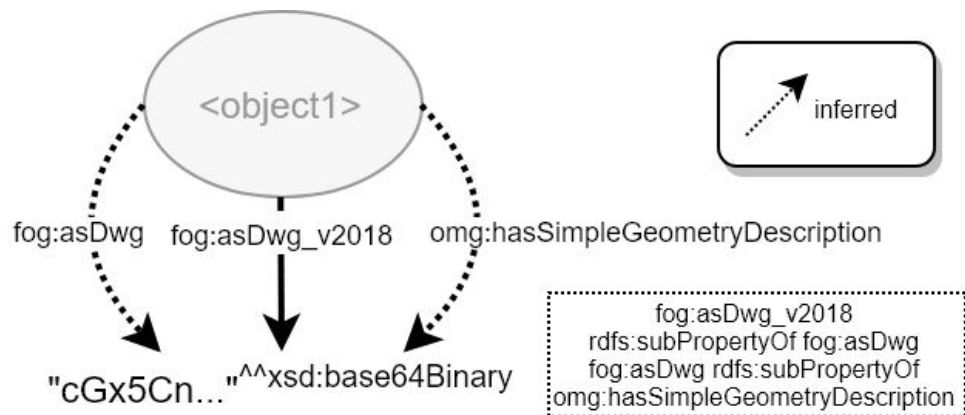 <object1>
inferred
fog:asDwg fog:asDwg_v2018 omg:hasSimpleGeometryDescription
"cGx5Cn..."^^xsd:base64Binary
fog:asDwg_v2018
rdfs:subPropertyOf fog:asDwg
fog:asDwg rdfs:subPropertyOf
omg:hasSimpleGeometryDescription